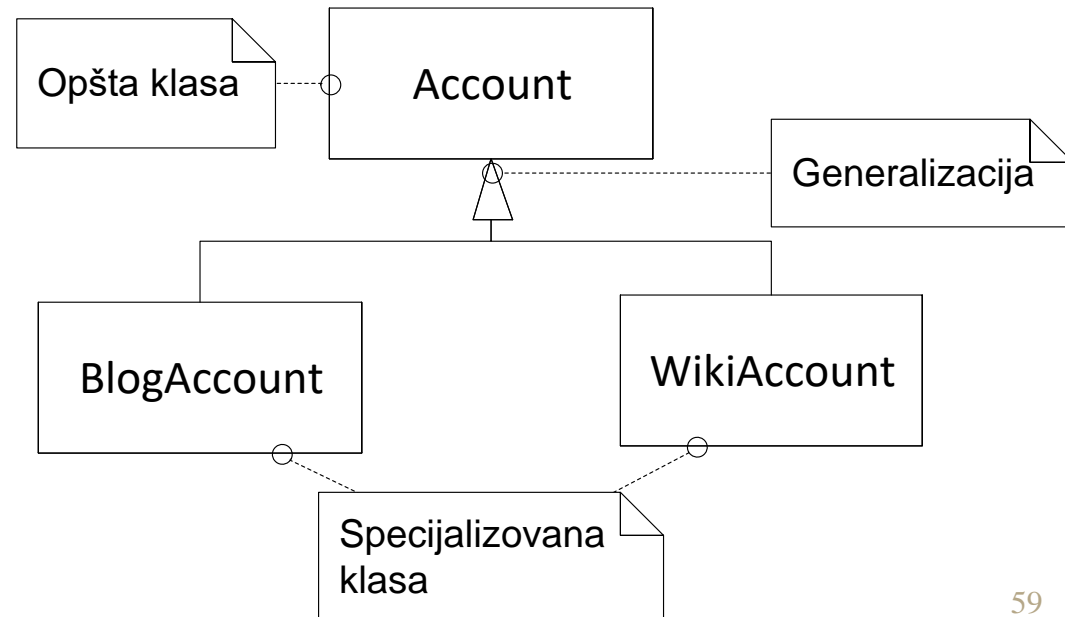 Opšta klasa
Account
Generalizacija
BlogAccount
WikiAccount
Specijalizovana
klasa
59